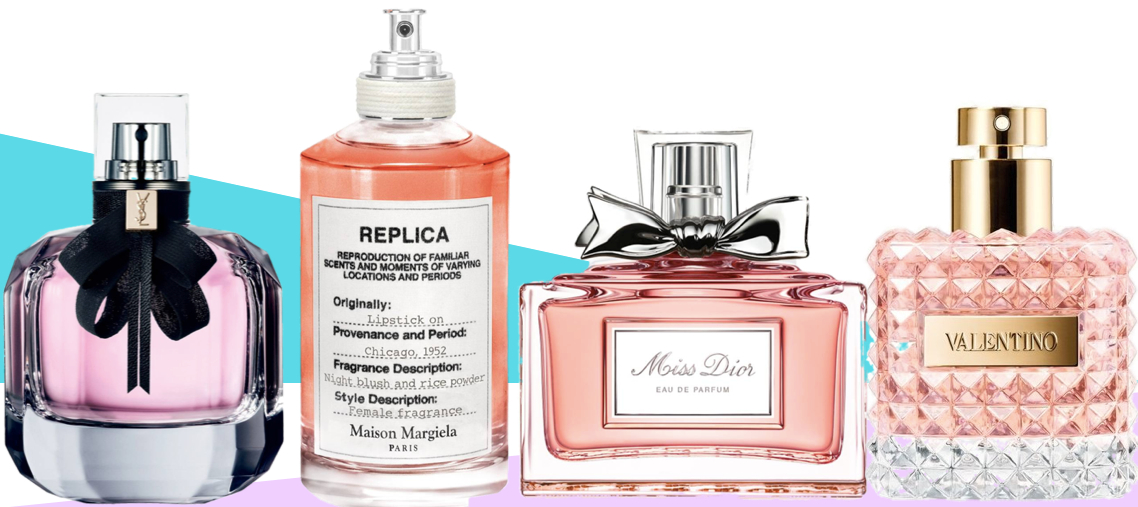 YSL
REPLICA
REPRODUCTION OF FAMILIAR
SCENTS AND MOMENTS OF VARYING
LOCATIONS AND PERIODS
Originally:
Lipstick on
Provenance and Period:
Chicago, 1952
Fragrance Description:
Night blush and rice powder
Style Description:
Female fragrance
Maison Margiela
PARIS
Miss Dior
EAU DE PARFUM
VALENTINO